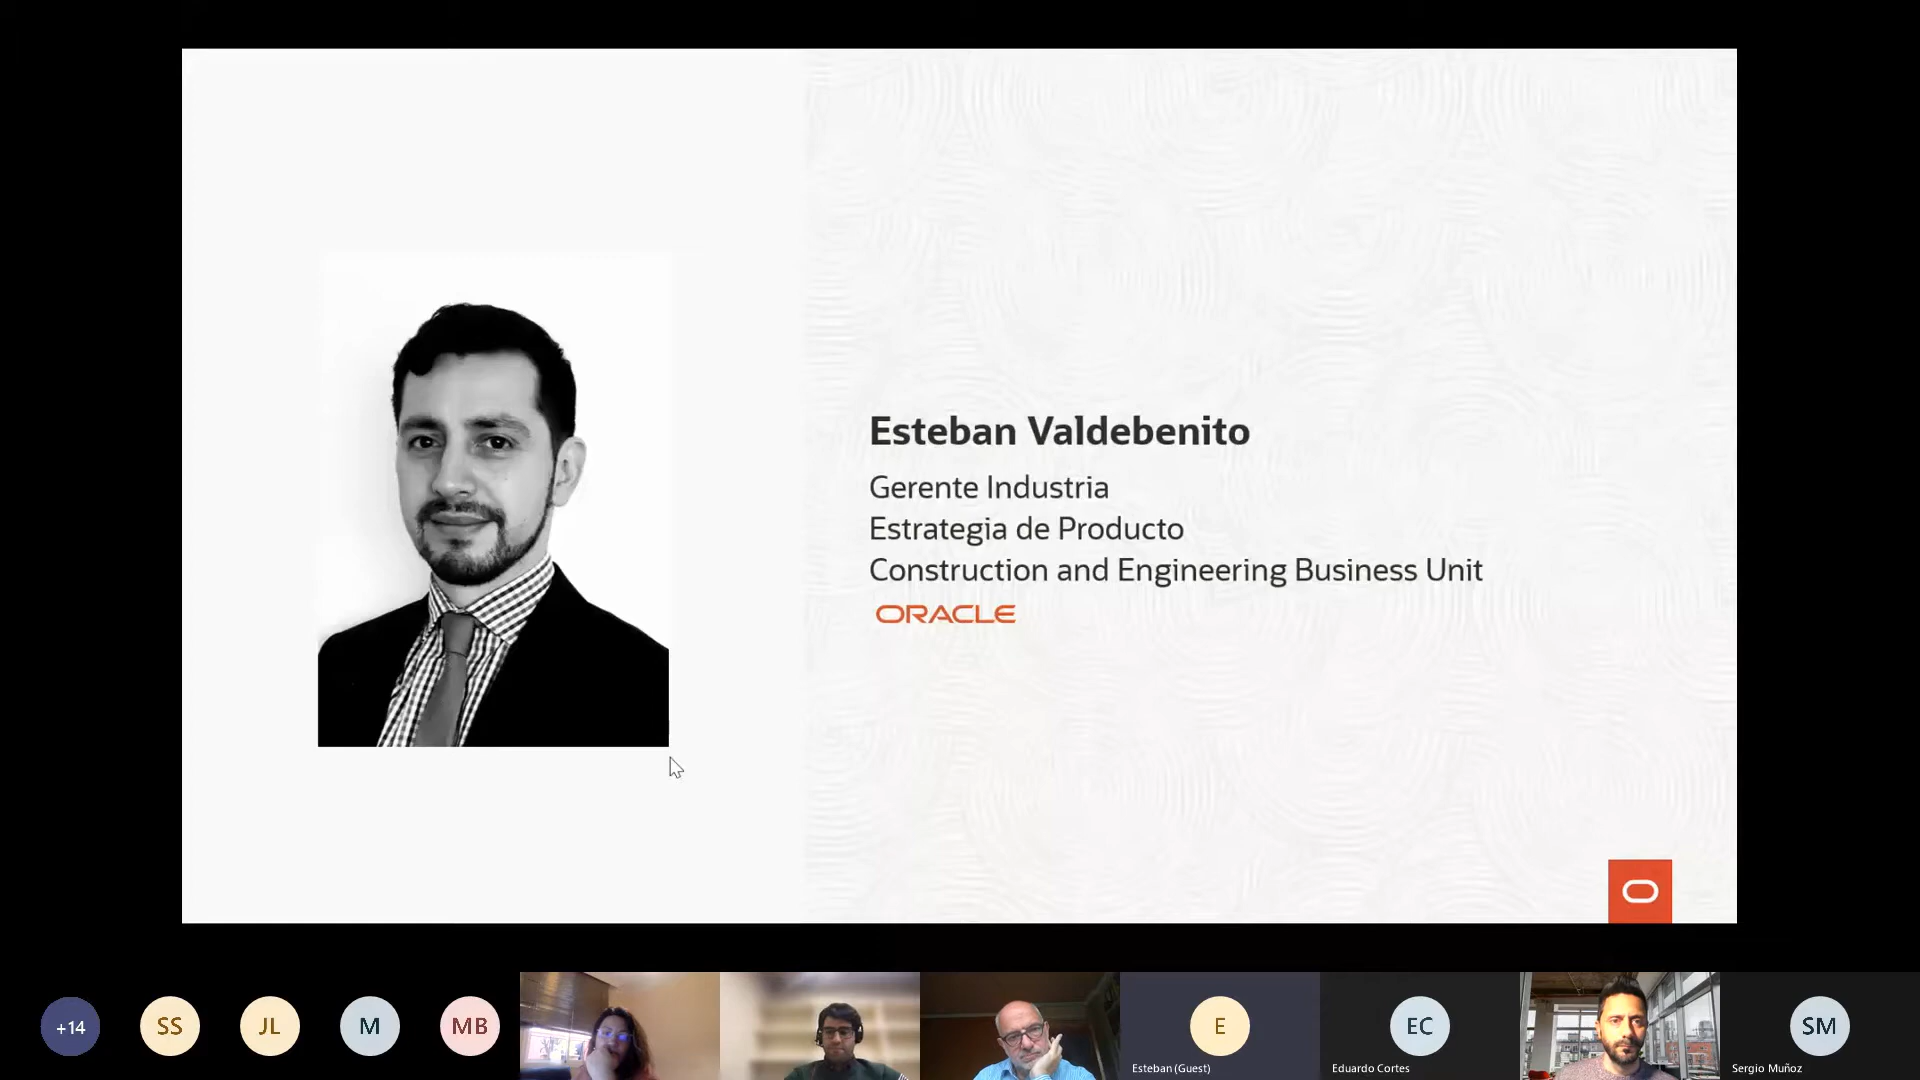 Esteban Valdebenito
Gerente Industria
Estrategia de Producto
Construction and Engineering Business Unit
ORACLE
+14
SS
JL
M
MB
E
Esteban (Guest)
EC
Eduardo Cortes
SM
Sergio Muñoz